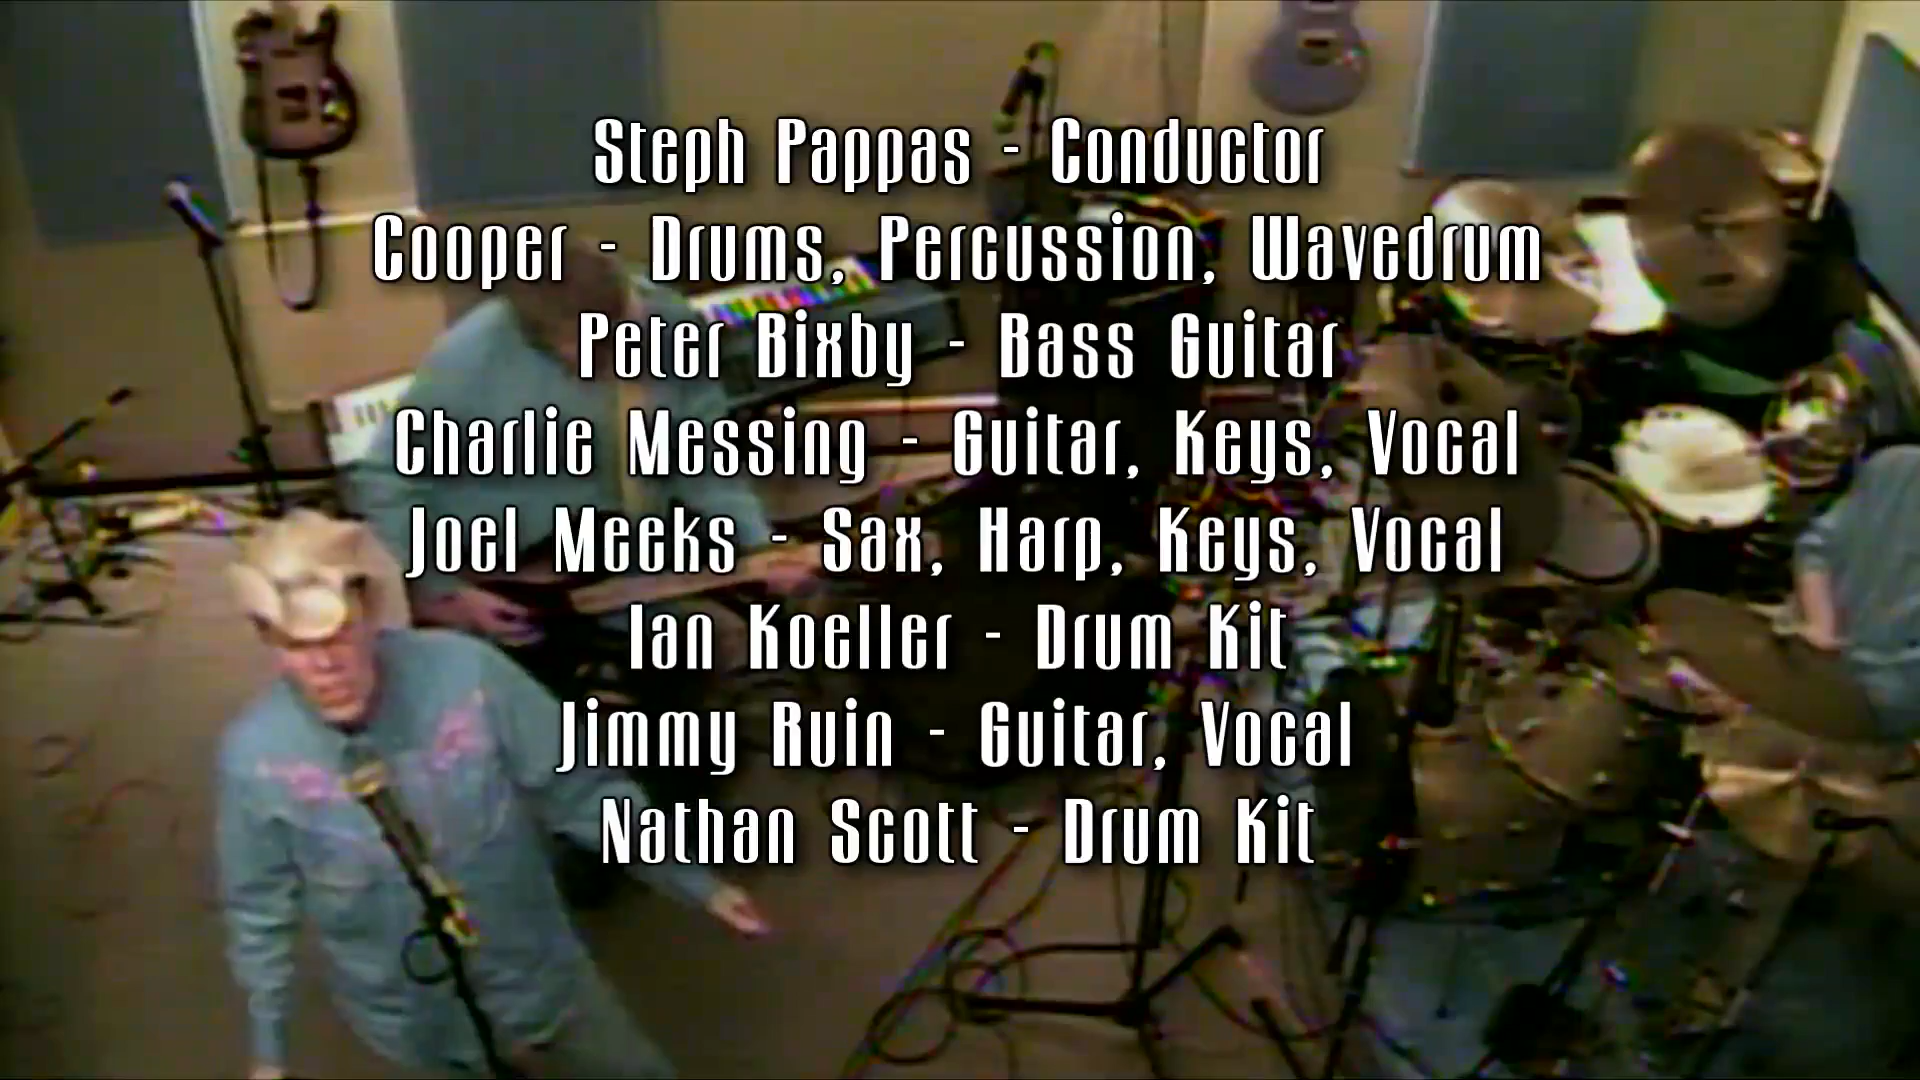 Steph Pappas - Conductor
Cooper - Drums, Percussion, Wavedrum
Peter Bixby - Bass Guitar
Charlie Messing - Guitar, Keys, Vocal
Joel Meeks - Sax, Harp, Keys, Vocal
Ian Koeller - Drum Kit
Jimmy Ruin - Guitar, Vocal
Nathan Scott - Drum Kit